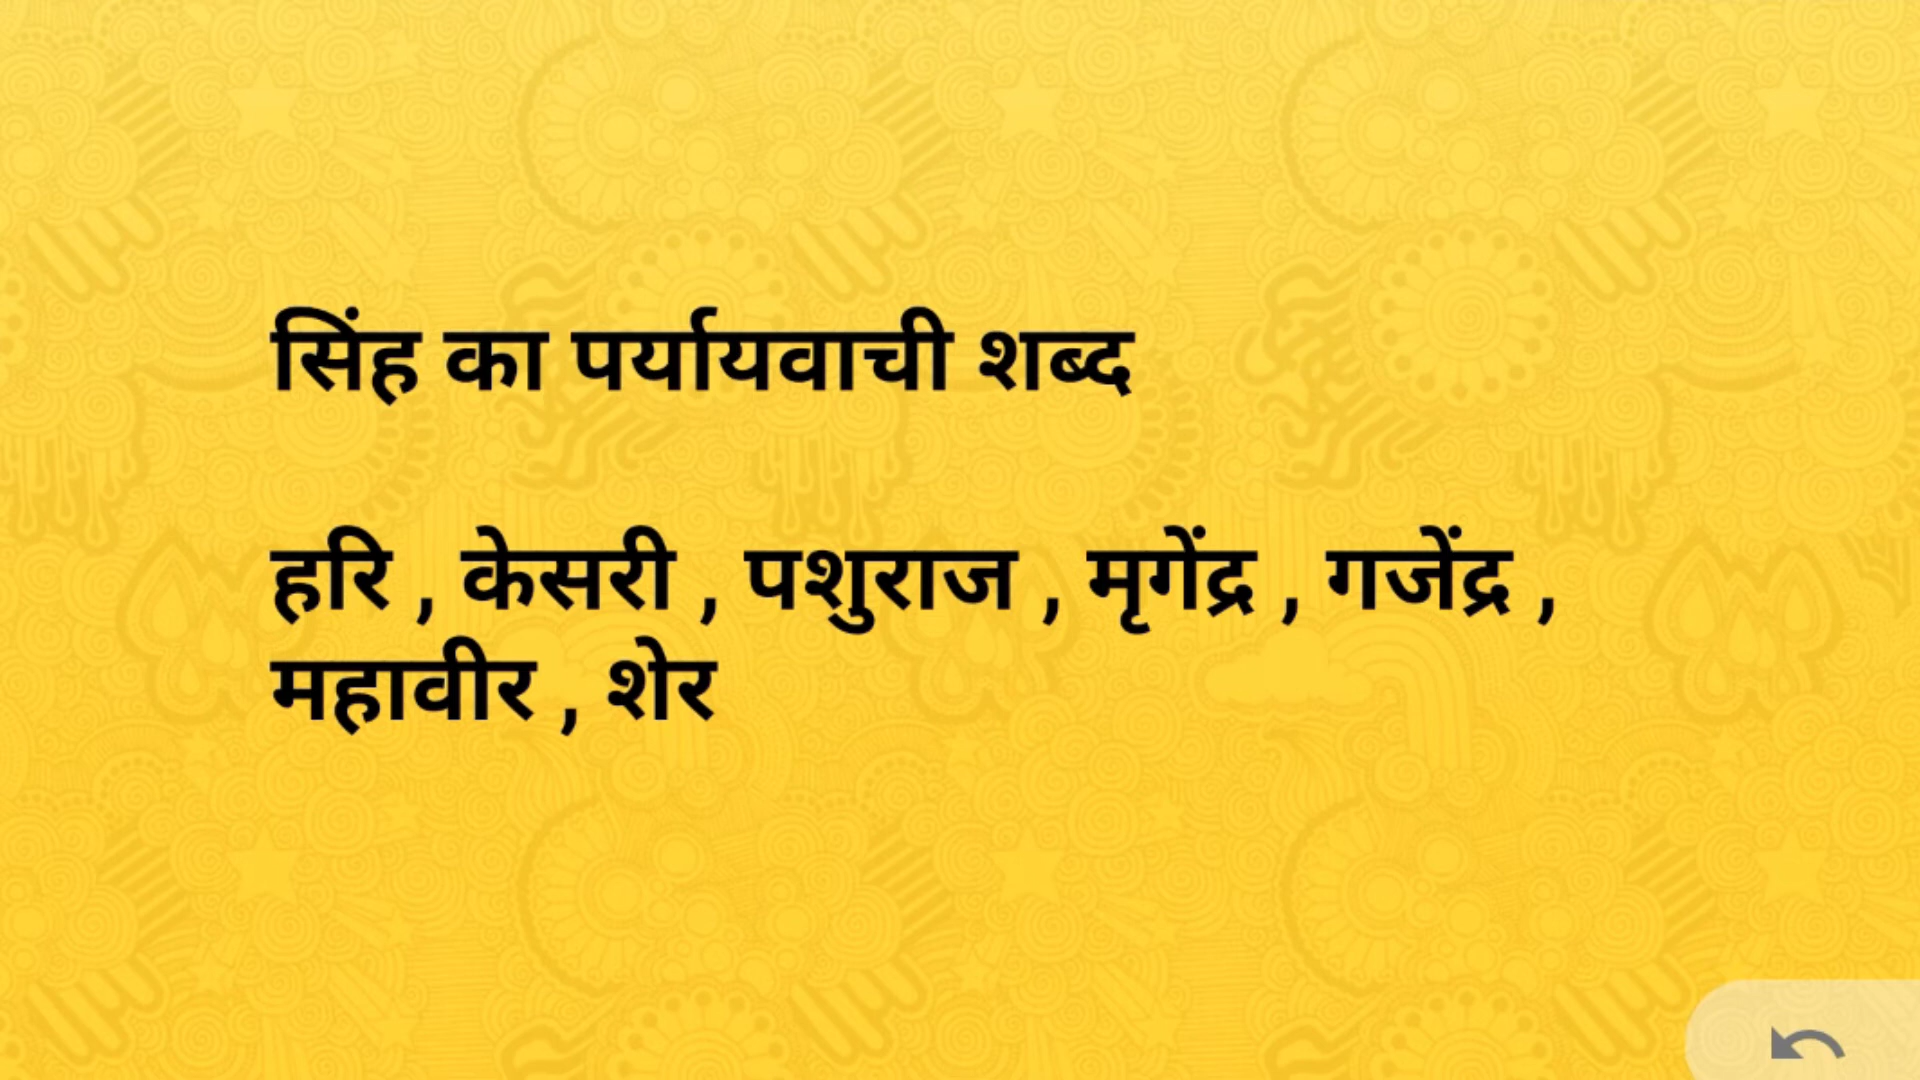 सिंह का पर्यायवाची शब्द
हरि , केसरी , पशुराज , मृगेंद्र , गजेंद्र ,
महावीर , शेर